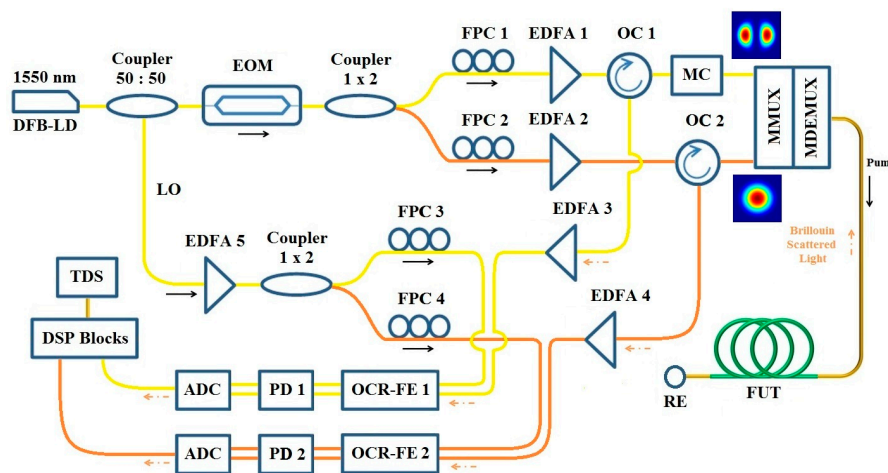 1550 nm
DFB-LD
Coupler
50 : 50
EOM
Coupler
1 x 2
FPC 1
EDFA 1
OC 1
MC
FPC 2
EDFA 2
OC 2
MMUX
MDEMUX
Pum
LO
EDFA 5
Coupler
1 x 2
FPC 3
EDFA 3
Brillouin
Scattered
Light
TDS
FPC 4
EDFA 4
DSP Blocks
ADC
PD 1
OCR-FE 1
RE
FUT
ADC
PD 2
OCR-FE 2